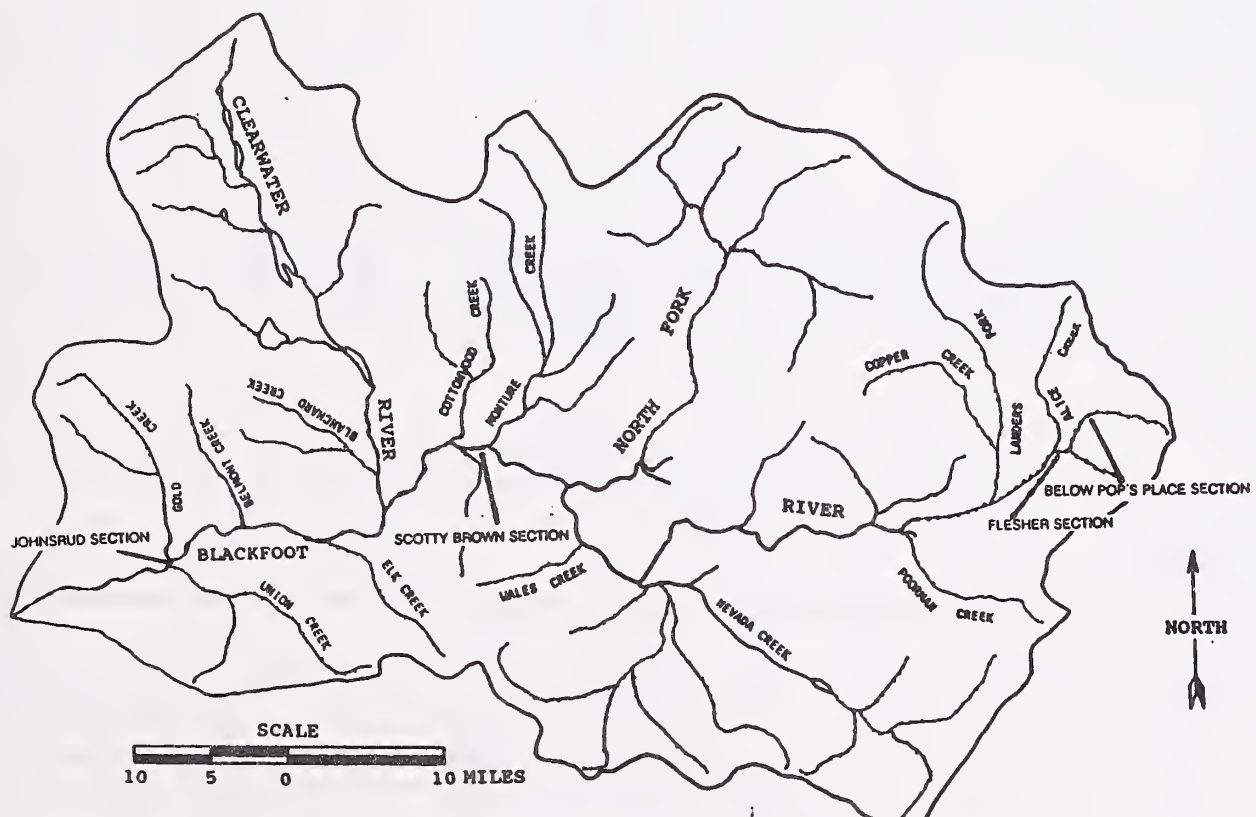 CLEARWATER
RIVER
CREEK
MONTURE
CREEK
COTTONWOOD
NORTH
FORK
FORK
LANDERS
COPPER
CREEK
CREEK
ALICE
CREEK
GOLD
BELMONT CREEK
BLANCHARD
CREEK
BELOW POP'S PLACE SECTION
FLESHER SECTION
RIVER
JOHNSRUD SECTION
BLACKFOOT
SCOTTY BROWN SECTION
UNION
CREEK
ELK CREEK
WALES CREEK
NEVADA CREEK
POORMAN
CREEK
NORTH
SCALE
10 5 0 10 MILES